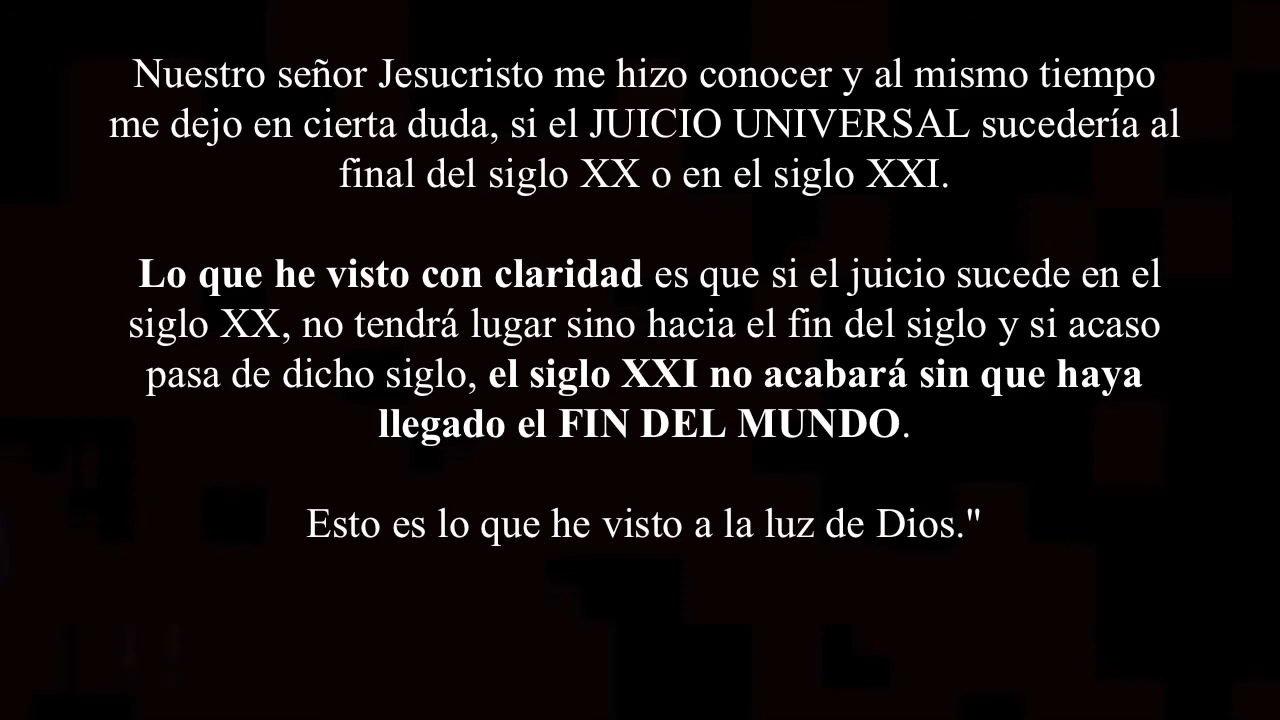 Nuestro señor Jesucristo me hizo conocer y al mismo tiempo
me dejo en cierta duda, si el JUICIO UNIVERSAL sucedería al
final del siglo XX o en el siglo XXI.
Lo que he visto con claridad es que si el juicio sucede en el
siglo XX, no tendrá lugar sino hacia el fin del siglo y si acaso
pasa de dicho siglo, el siglo XXI no acabará sin que haya
llegado el FIN DEL MUNDO.
Esto es lo que he visto a la luz de Dios."